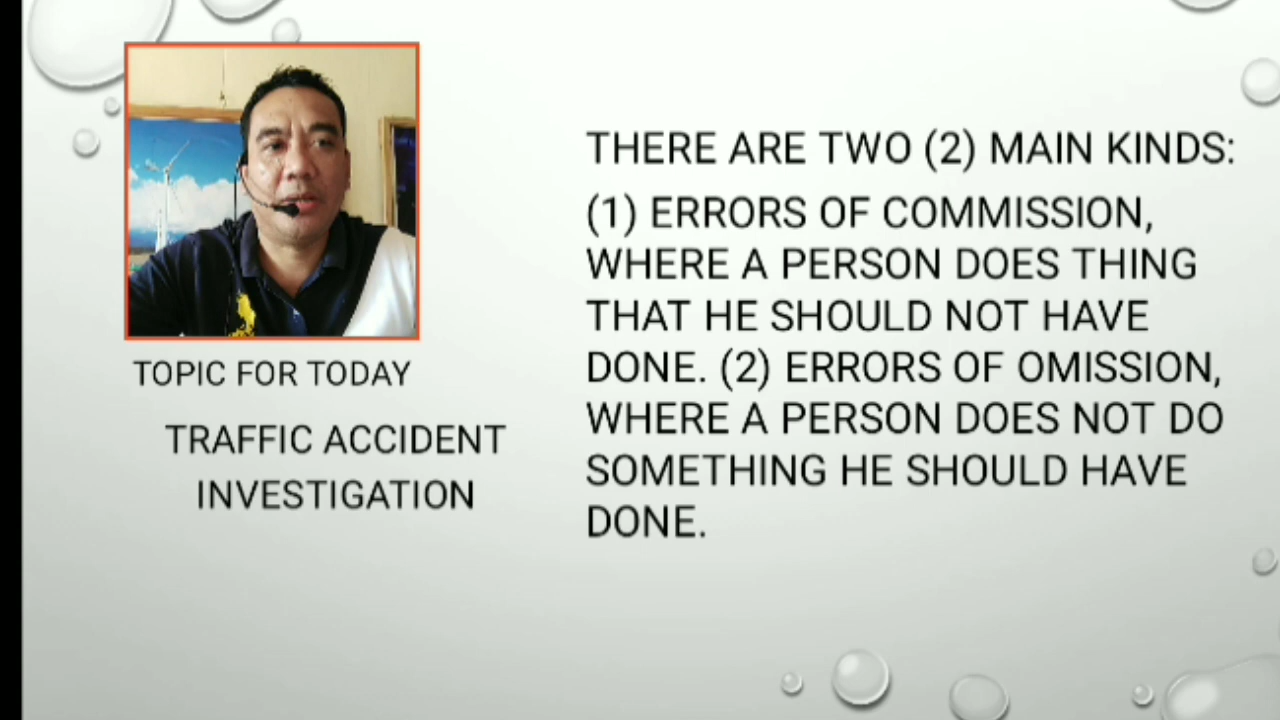 TOPIC FOR TODAY
TRAFFIC ACCIDENT
INVESTIGATION
THERE ARE TWO (2) MAIN KINDS:
(1) ERRORS OF COMMISSION,
WHERE A PERSON DOES THING
THAT HE SHOULD NOT HAVE
DONE. (2) ERRORS OF OMISSION,
WHERE A PERSON DOES NOT DO
SOMETHING HE SHOULD HAVE
DONE.